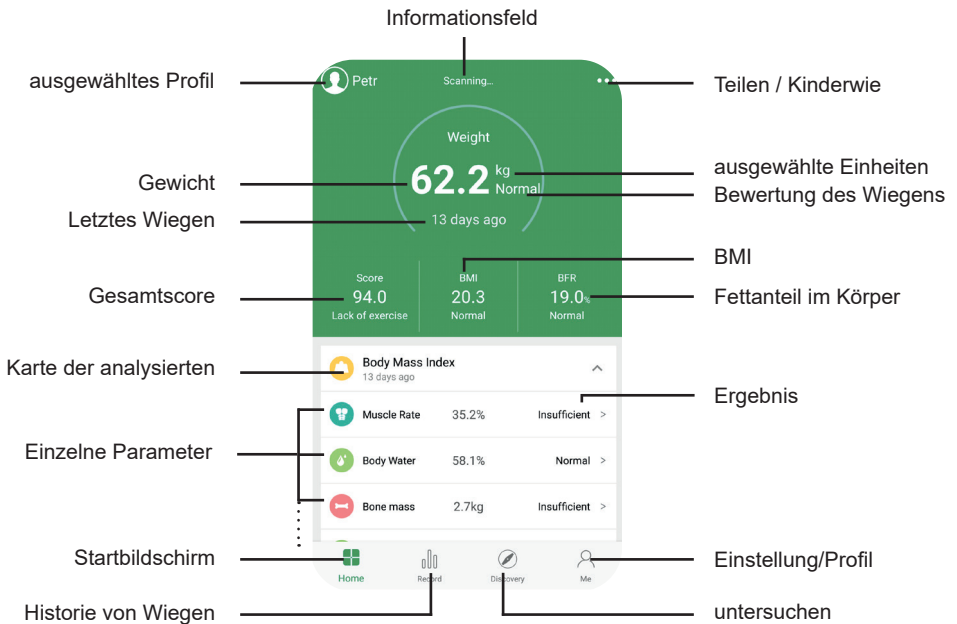 Informationsfeld
ausgewähltes Profil
Petr
Scanning...
Teilen / Kinderwie
Weight
62.2 kg
Normal
ausgewählte Einheiten
Bewertung des Wiegens
Gewicht
Letztes Wiegen
13 days ago
BMI
Score
BMI
BFR
Gesamtscore
94.0
20.3
19.0%
Fettanteil im Körper
Lack of exercise
Normal
Normal
Karte der analysierten
Body Mass Index
13 days ago
Ergebnis
Muscle Rate 35.2% Insufficient >
Einzelne Parameter
Body Water 58.1% Normal >
Bone mass 2.7kg Insufficient >
Startbildschirm
Einstellung/Profil
Home
Record
Discovery
Me
Historie von Wiegen
untersuchen